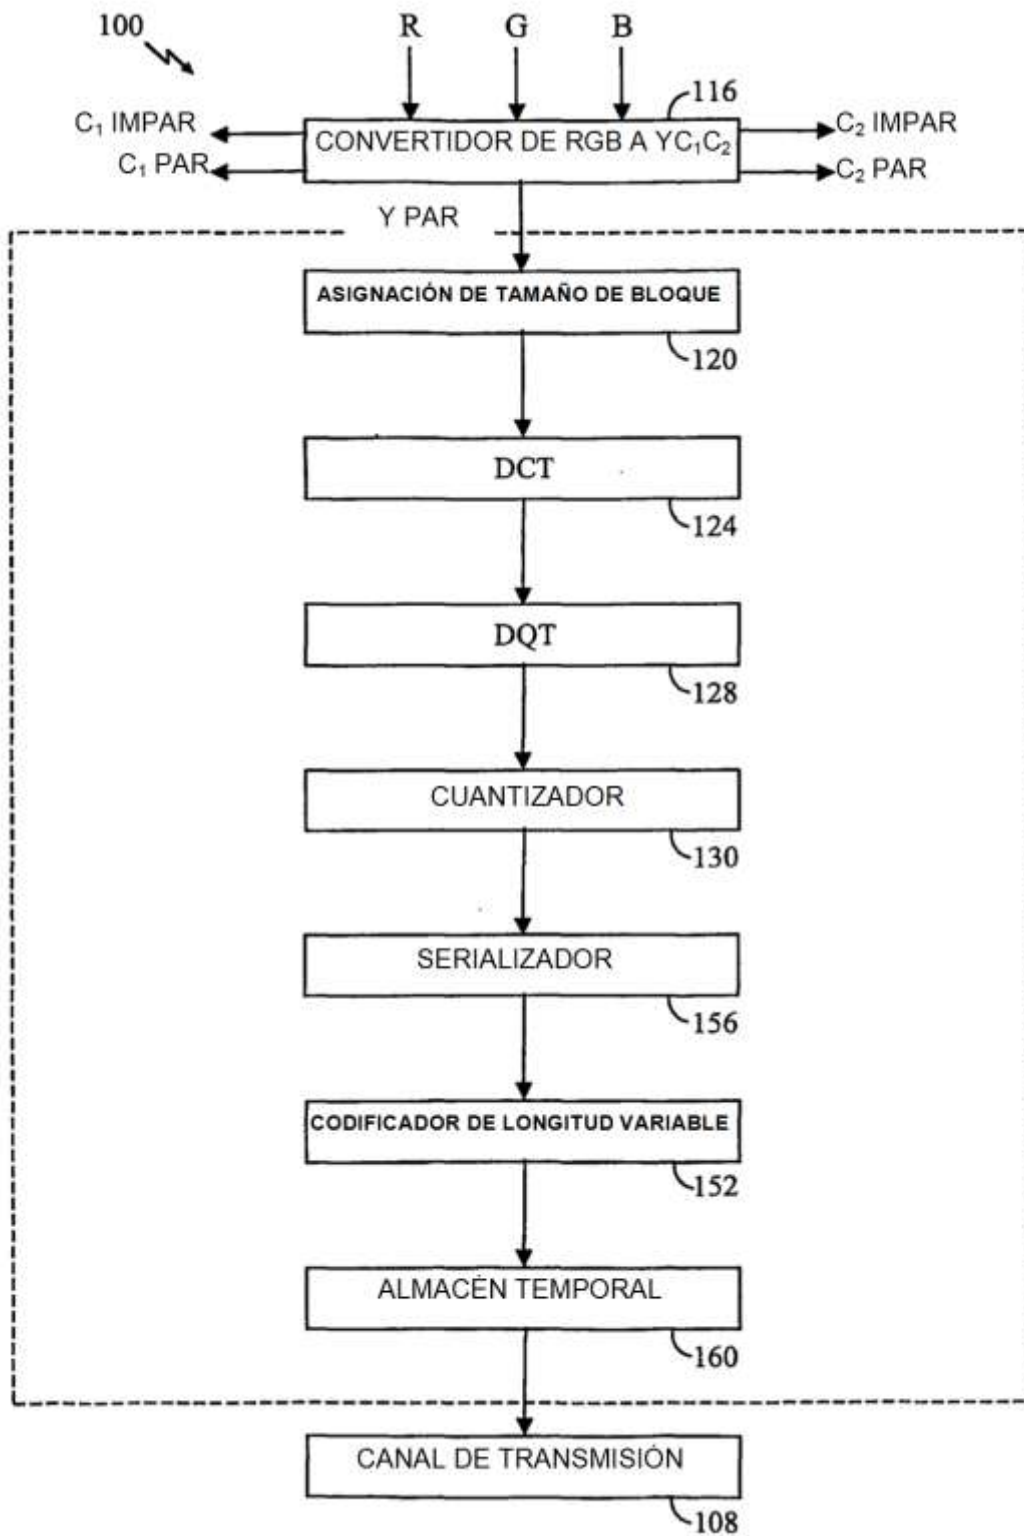 100
R G B
116
C₁ IMPAR
CONVERTIDOR DE RGB A YC₁C₂
C₂ IMPAR
C₁ PAR
C₂ PAR
Y PAR
ASIGNACIÓN DE TAMAÑO DE BLOQUE
120
DCT
124
DQT
128
CUANTIZADOR
130
SERIALIZADOR
156
CODIFICADOR DE LONGITUD VARIABLE
152
ALMACÉN TEMPORAL
160
CANAL DE TRANSMISIÓN
108